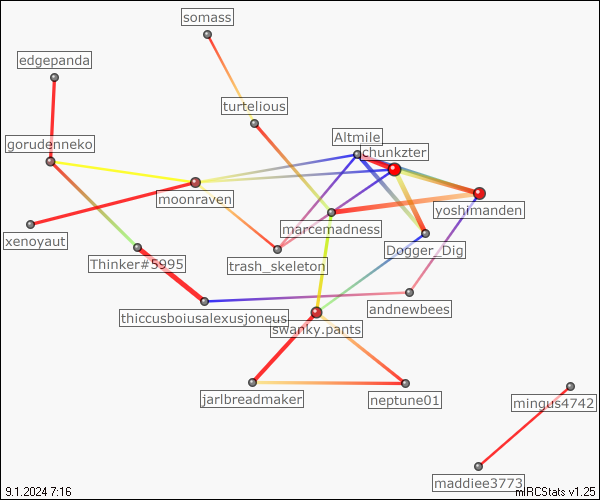 somass
edgepanda
turtelious
Altmile
gorudenneko
chunkzter
moonraven
yoshimanden
marcemadness
xenoyaut
Dogger_Dig
Thinker#5995
trash_skeleton
andnewbees
thiccusboiusalexusjoneus
swanky.pants
jarlbreadmaker
neptune01
mingus4742
maddiee3773
9.1.2024 7:16
mIRCStats v1.25